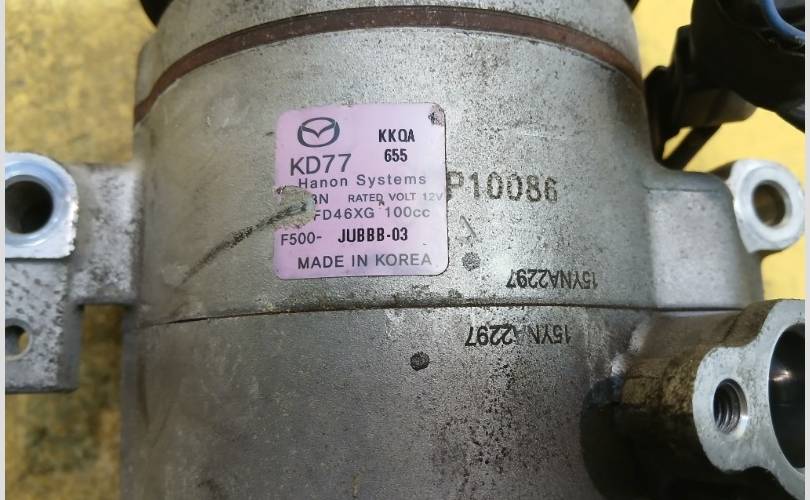 KKQA
KD77 655
Hanon Systems
RATED VOLT 12V
FD46XG 100cc
F500- JUBBB-03
MADE IN KOREA
P10086
15YNA2297
15YNA2297